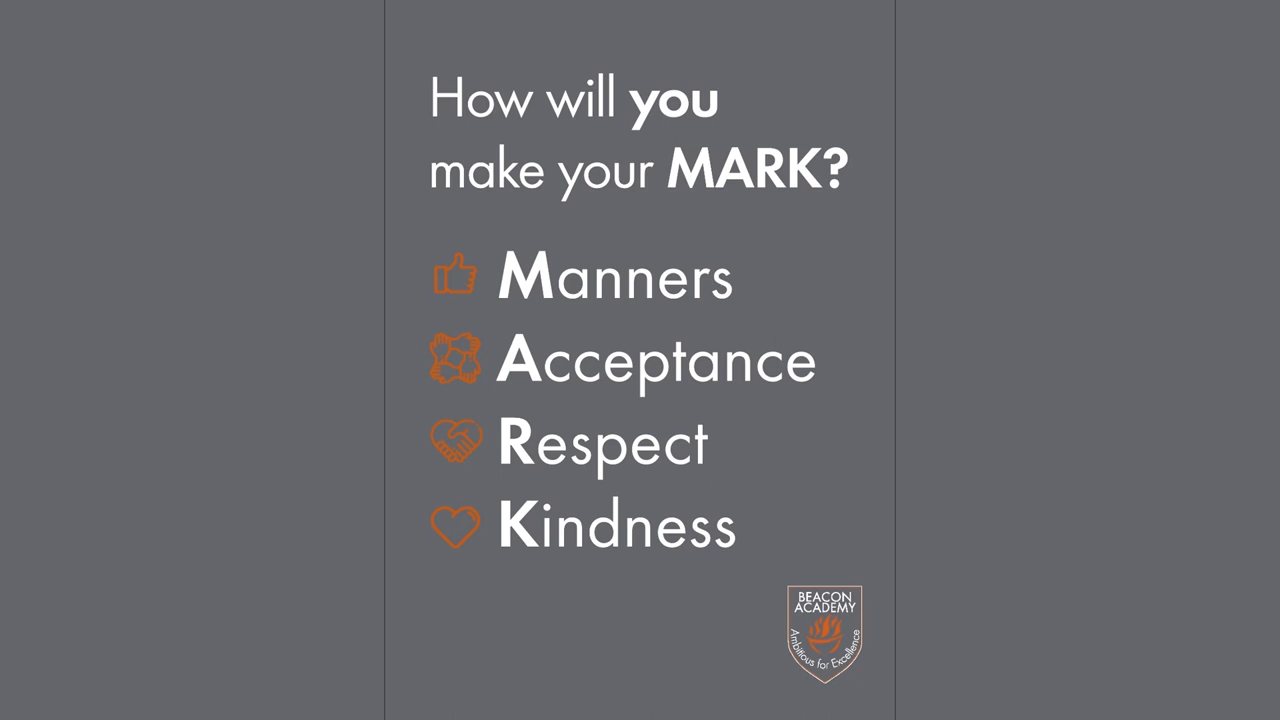 How will you
make your MARK?
Manners
Acceptance
Respect
Kindness
BEACON
ACADEMY
Ambitious for Excellence